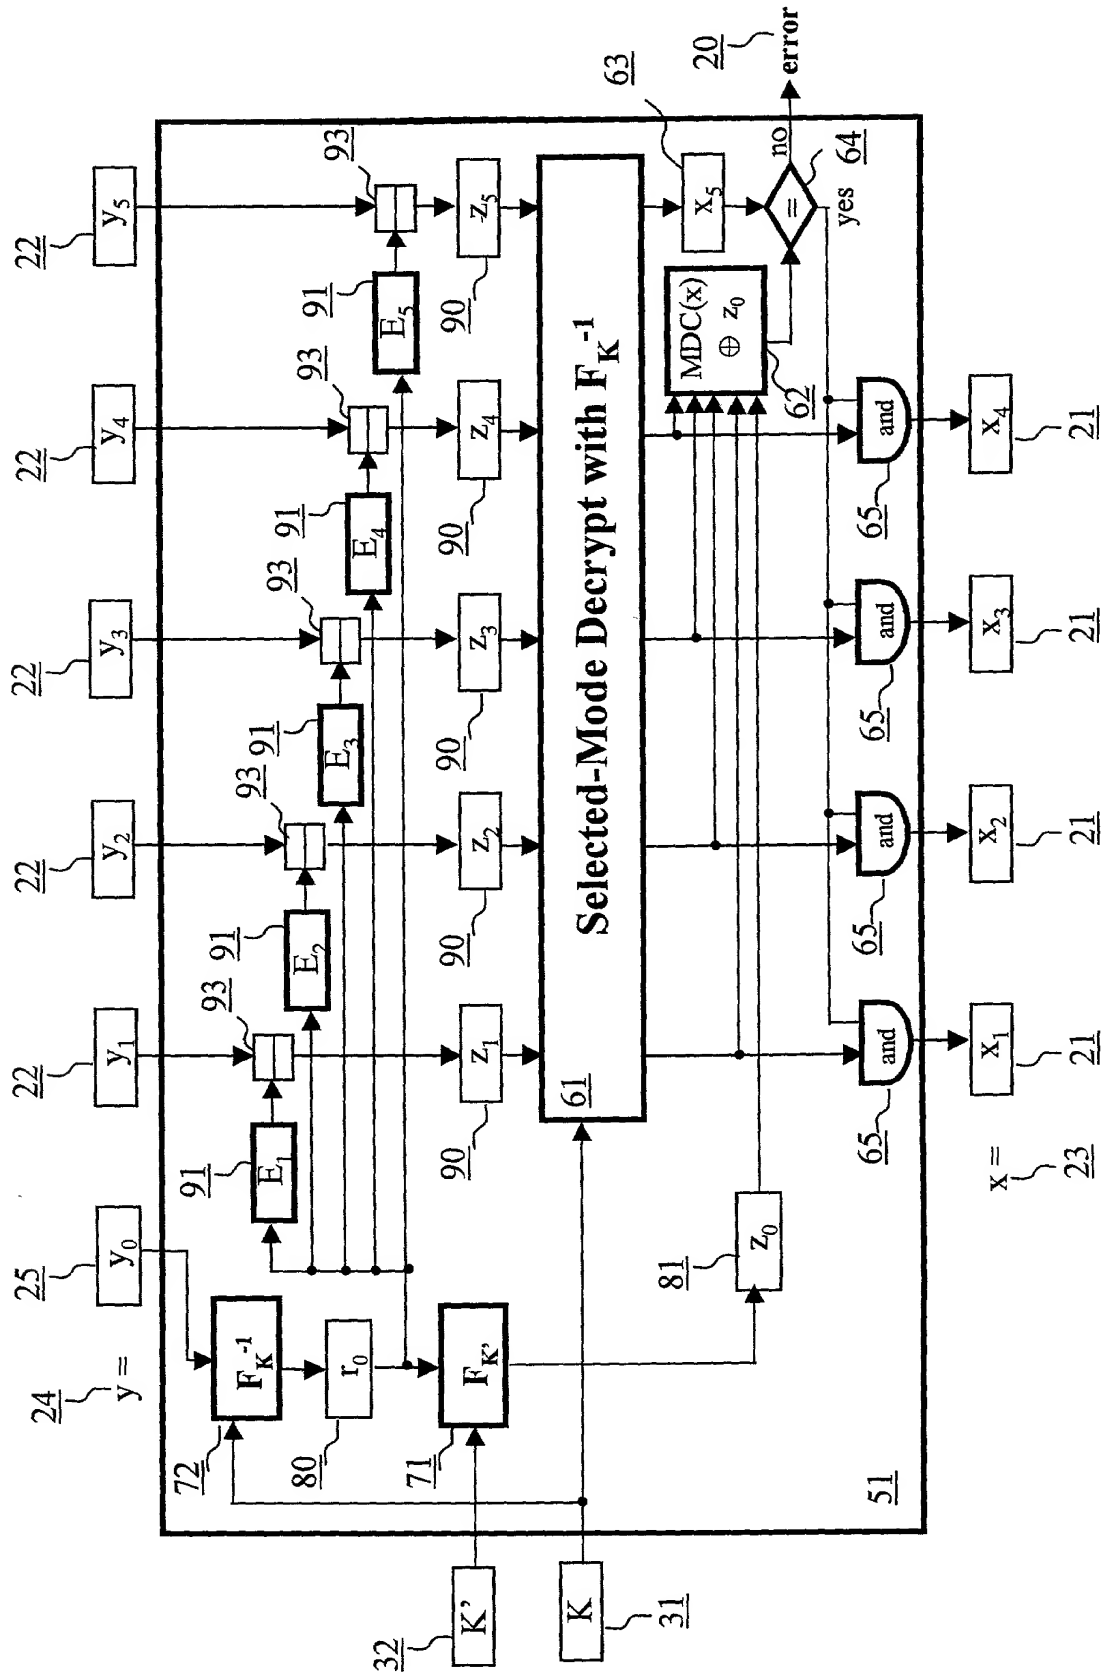 24
y =
25
y₀
22
y₁
22
y₂
22
y₃
22
y₄
22
y₅
72
F_K⁻¹
91
E₁
93
91
E₂
93
91
E₃
93
91
E₄
93
91
E₅
93
80
r₀
90
z₁
90
z₂
90
z₃
90
z₄
90
z₅
32
K'
71
F_K'
31
K
61
Selected-Mode Decrypt with F_K⁻¹
81
z₀
MDC(x)
⊕ z₀
62
63
x₅
=
64
no
yes
20
error
65
and
65
and
65
and
65
and
51
x =
23
x₁
21
x₂
21
x₃
21
x₄
21